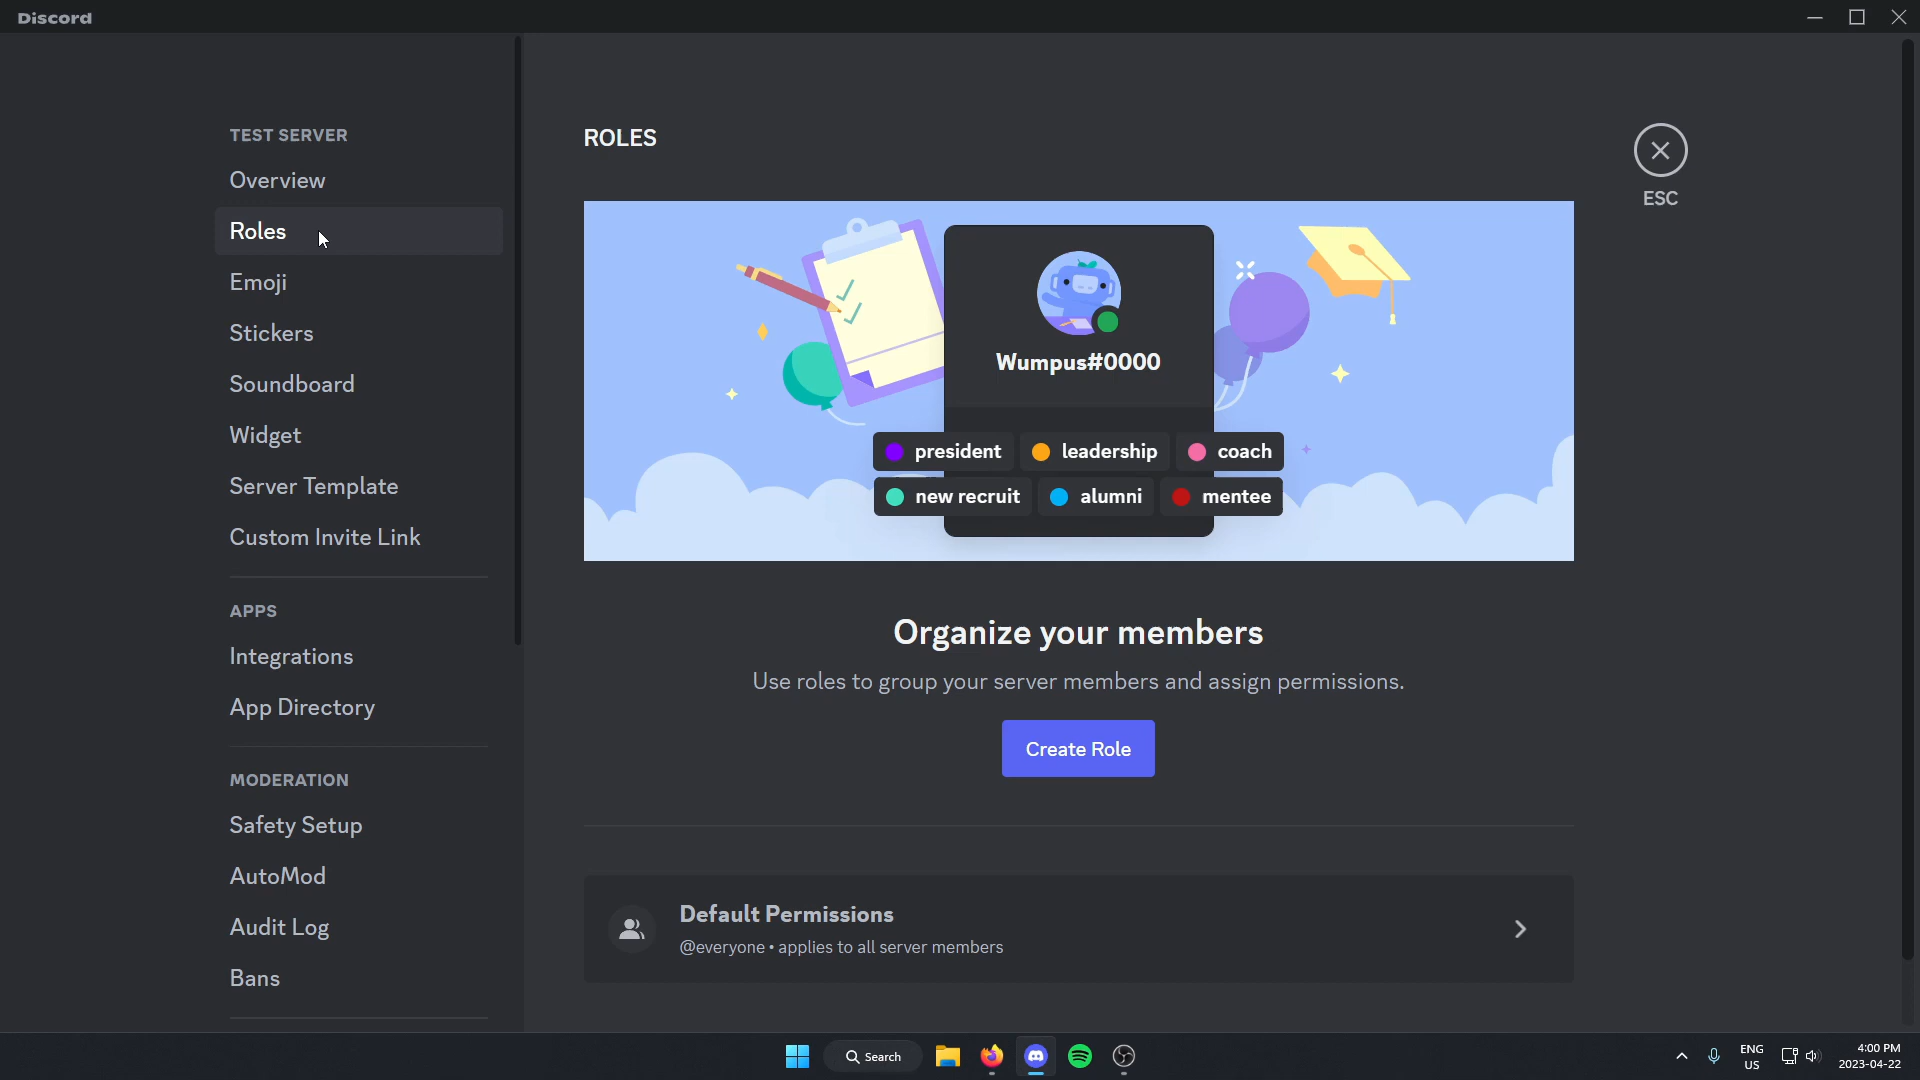 Discord
TEST SERVER
Overview
Roles
Emoji
Stickers
Soundboard
Widget
Server Template
Custom Invite Link
APPS
Integrations
App Directory
MODERATION
Safety Setup
AutoMod
Audit Log
Bans
ROLES
ESC
Wumpus#0000
president leadership coach
new recruit alumni mentee
Organize your members
Use roles to group your server members and assign permissions.
Create Role
Default Permissions
@everyone • applies to all server members
Search
ENG
US
4:00 PM
2023-04-22